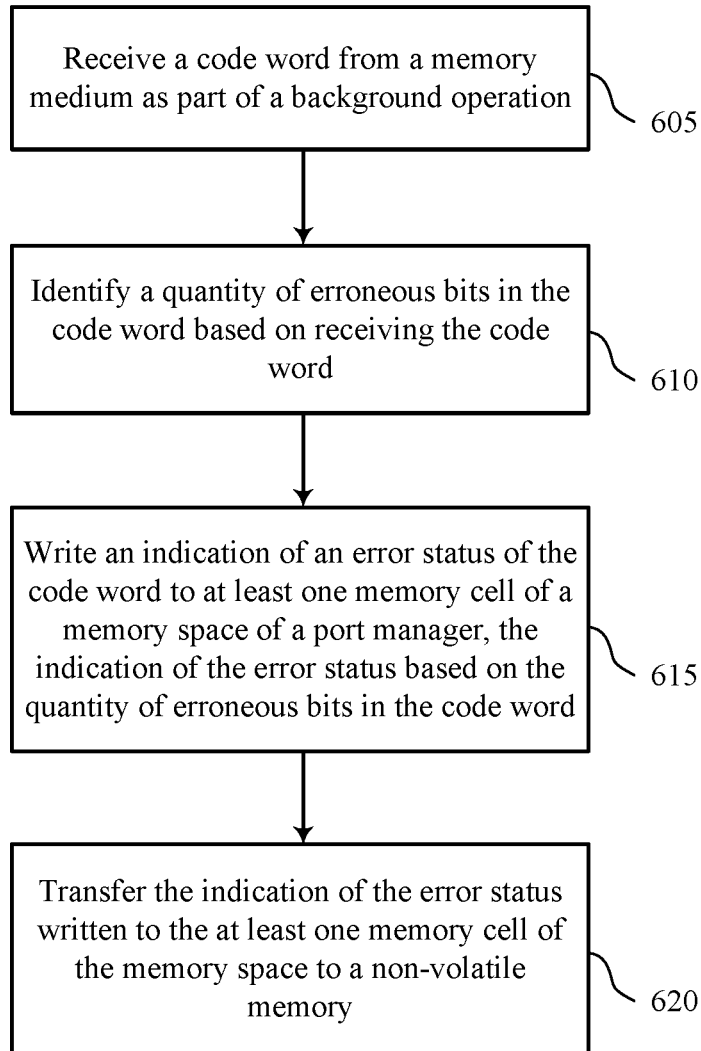 Receive a code word from a memory
medium as part of a background operation
605
Identify a quantity of erroneous bits in the
code word based on receiving the code
word
610
Write an indication of an error status of the
code word to at least one memory cell of a
memory space of a port manager, the
indication of the error status based on the
quantity of erroneous bits in the code word
615
Transfer the indication of the error status
written to the at least one memory cell of
the memory space to a non-volatile
memory
620